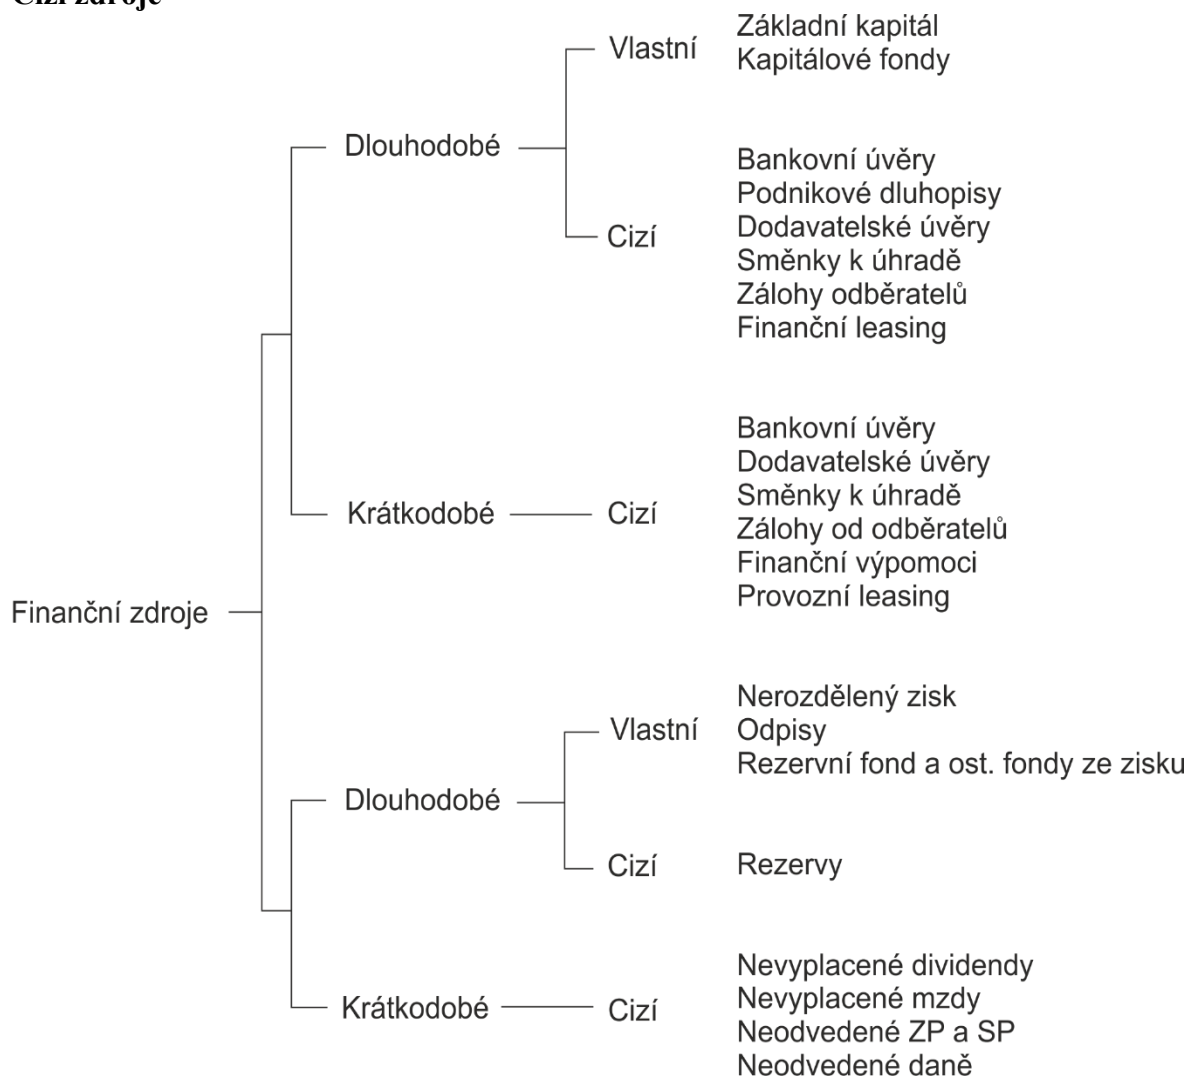 Cizí zdroje
Vlastní
Základní kapitál
Kapitálové fondy
Dlouhodobé
Cizí
Bankovní úvěry
Podnikové dluhopisy
Dodavatelské úvěry
Směnky k úhradě
Zálohy odběratelů
Finanční leasing
Krátkodobé
Cizí
Bankovní úvěry
Dodavatelské úvěry
Směnky k úhradě
Zálohy od odběratelů
Finanční výpomoci
Provozní leasing
Finanční zdroje
Vlastní
Nerozdělený zisk
Odpisy
Rezervní fond a ost. fondy ze zisku
Dlouhodobé
Cizí
Rezervy
Krátkodobé
Cizí
Nevyplacené dividendy
Nevyplacené mzdy
Neodvedené ZP a SP
Neodvedené daně